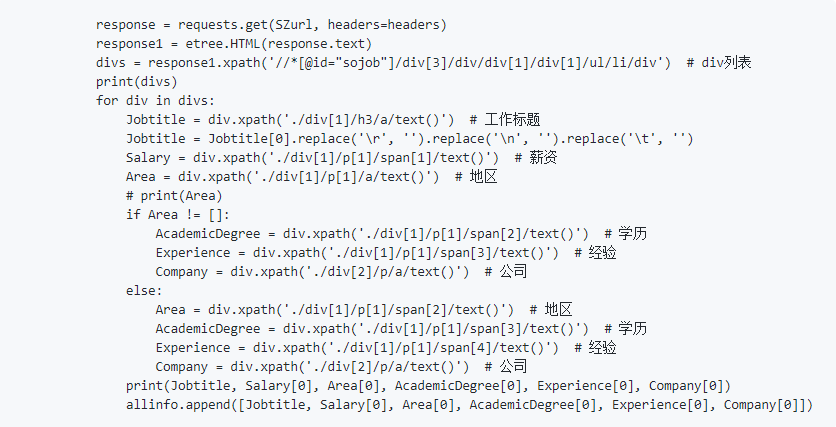 response = requests.get(SZurl, headers=headers)
response1 = etree.HTML(response.text)
divs = response1.xpath('//*[@id="sojob"]/div[3]/div/div[1]/div[1]/ul/li/div')  # div列表
print(divs)
for div in divs:
    Jobtitle = div.xpath('./div[1]/h3/a/text()')  # 工作标题
    Jobtitle = Jobtitle[0].replace('\r', '').replace('\n', '').replace('\t', '')
    Salary = div.xpath('./div[1]/p[1]/span[1]/text()')  # 薪资
    Area = div.xpath('./div[1]/p[1]/a/text()')  # 地区
    # print(Area)
    if Area != []:
        AcademicDegree = div.xpath('./div[1]/p[1]/span[2]/text()')  # 学历
        Experience = div.xpath('./div[1]/p[1]/span[3]/text()')  # 经验
        Company = div.xpath('./div[2]/p/a/text()')  # 公司
    else:
        Area = div.xpath('./div[1]/p[1]/span[2]/text()')  # 地区
        AcademicDegree = div.xpath('./div[1]/p[1]/span[3]/text()')  # 学历
        Experience = div.xpath('./div[1]/p[1]/span[4]/text()')  # 经验
        Company = div.xpath('./div[2]/p/a/text()')  # 公司
    print(Jobtitle, Salary[0], Area[0], AcademicDegree[0], Experience[0], Company[0])
    allinfo.append([Jobtitle, Salary[0], Area[0], AcademicDegree[0], Experience[0], Company[0]])